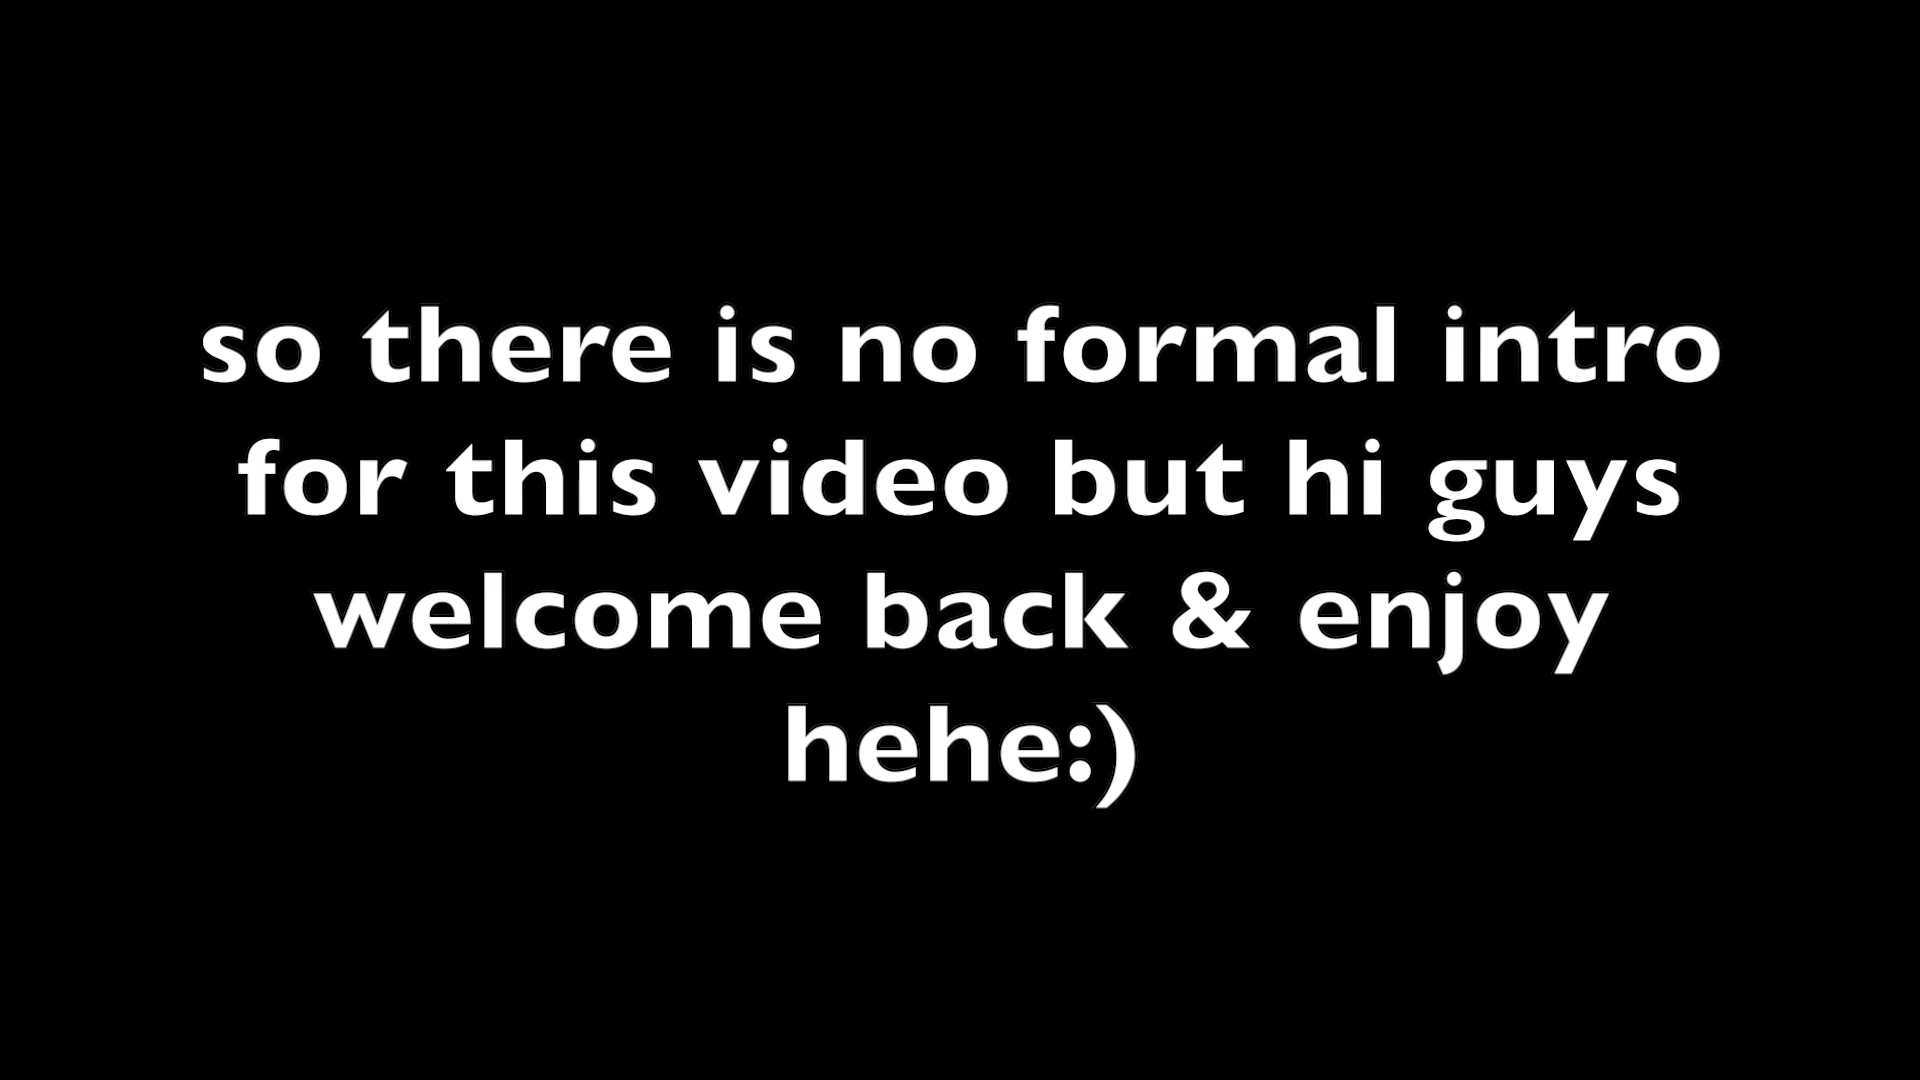 so there is no formal intro
for this video but hi guys
welcome back & enjoy
hehe:)